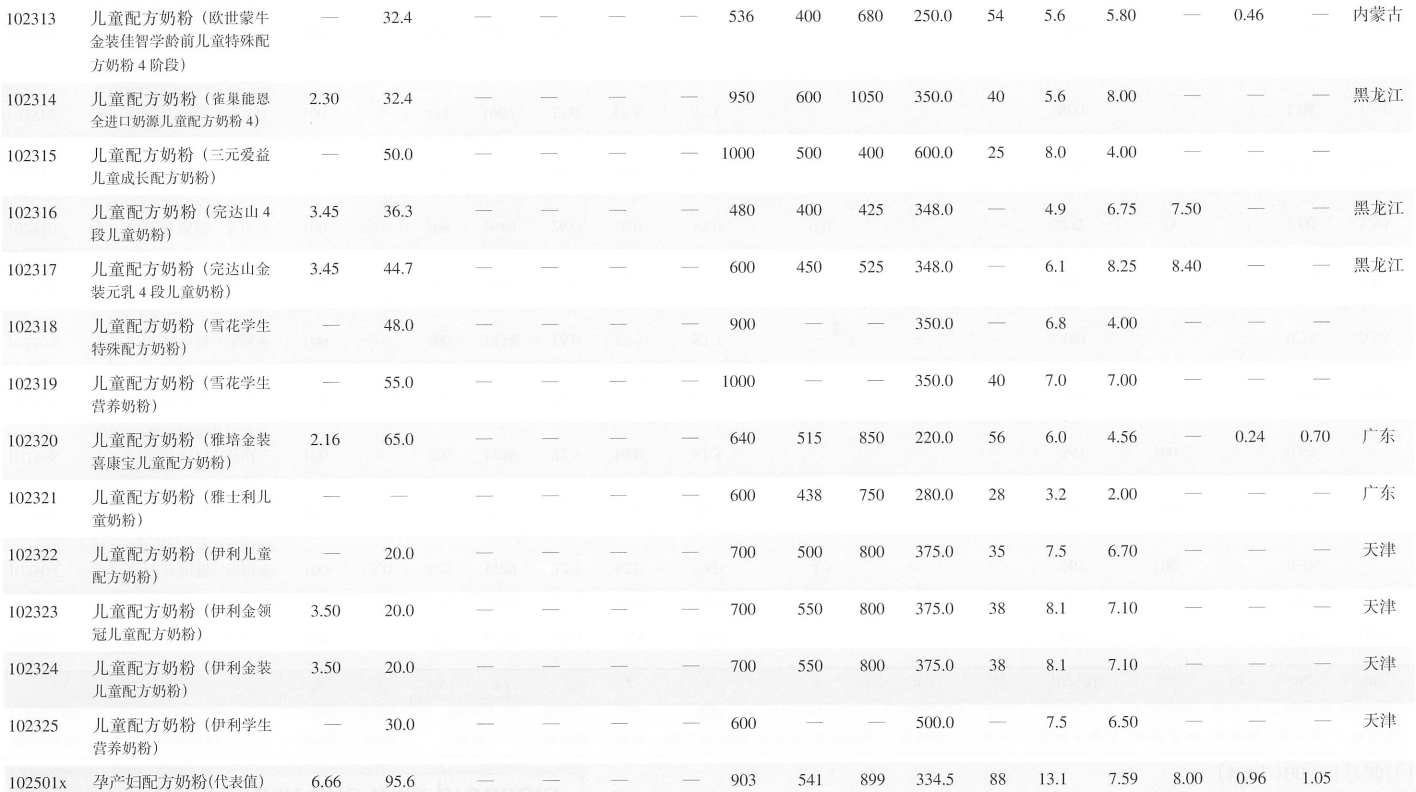 102313 儿童配方奶粉（欧世蒙牛 — 32.4 — — — — 536 400 680 250.0 54 5.6 5.80 — 0.46 — 内蒙古
金装佳智学龄前儿童特殊配
方奶粉 4 阶段）
102314 儿童配方奶粉（雀巢能恩 2.30 32.4 — — — — 950 600 1050 350.0 40 5.6 8.00 — — — 黑龙江
全进口奶源儿童配方奶粉 4）
102315 儿童配方奶粉（三元爱益 — 50.0 — — — — 1000 500 400 600.0 25 8.0 4.00 — — —
儿童成长配方奶粉）
102316 儿童配方奶粉（完达山 4 3.45 36.3 — — — — 480 400 425 348.0 — 4.9 6.75 7.50 — — 黑龙江
段儿童奶粉）
102317 儿童配方奶粉（完达山金 3.45 44.7 — — — — 600 450 525 348.0 — 6.1 8.25 8.40 — — 黑龙江
装元乳 4 段儿童奶粉）
102318 儿童配方奶粉（雪花学生 — 48.0 — — — — 900 — — 350.0 — 6.8 4.00 — — —
特殊配方奶粉）
102319 儿童配方奶粉（雪花学生 — 55.0 — — — — 1000 — — 350.0 40 7.0 7.00 — — —
营养奶粉）
102320 儿童配方奶粉（雅培金装 2.16 65.0 — — — — 640 515 850 220.0 56 6.0 4.56 — 0.24 0.70 广东
喜康宝儿童配方奶粉）
102321 儿童配方奶粉（雅士利儿 — — — — — — 600 438 750 280.0 28 3.2 2.00 — — — 广东
童奶粉）
102322 儿童配方奶粉（伊利儿童 — 20.0 — — — — 700 500 800 375.0 35 7.5 6.70 — — — 天津
配方奶粉）
102323 儿童配方奶粉（伊利金领 3.50 20.0 — — — — 700 550 800 375.0 38 8.1 7.10 — — — 天津
冠儿童配方奶粉）
102324 儿童配方奶粉（伊利金装 3.50 20.0 — — — — 700 550 800 375.0 38 8.1 7.10 — — — 天津
儿童配方奶粉）
102325 儿童配方奶粉（伊利学生 — 30.0 — — — — 600 — — 500.0 — 7.5 6.50 — — — 天津
营养奶粉）
102501x 孕产妇配方奶粉(代表值） 6.66 95.6 — — — — 903 541 899 334.5 88 13.1 7.59 8.00 0.96 1.05